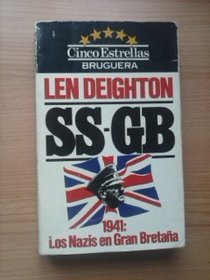 Cinco Estrellas
BRUGUERA
LEN DEIGHTON
SS-GB
1941:
Los Nazis en Gran Bretaña